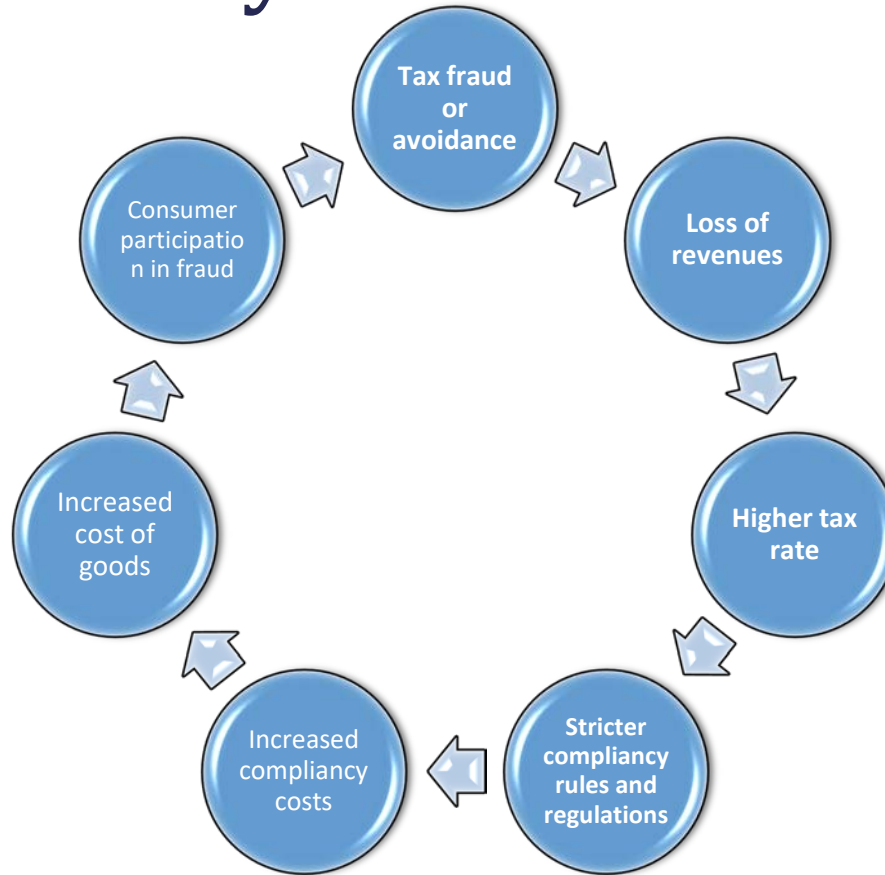 Tax fraud
or
avoidance
Loss of
revenues
Higher tax
rate
Stricter
compliancy
rules and
regulations
Increased
compliancy
costs
Increased
cost of
goods
Consumer
participatio
n in fraud